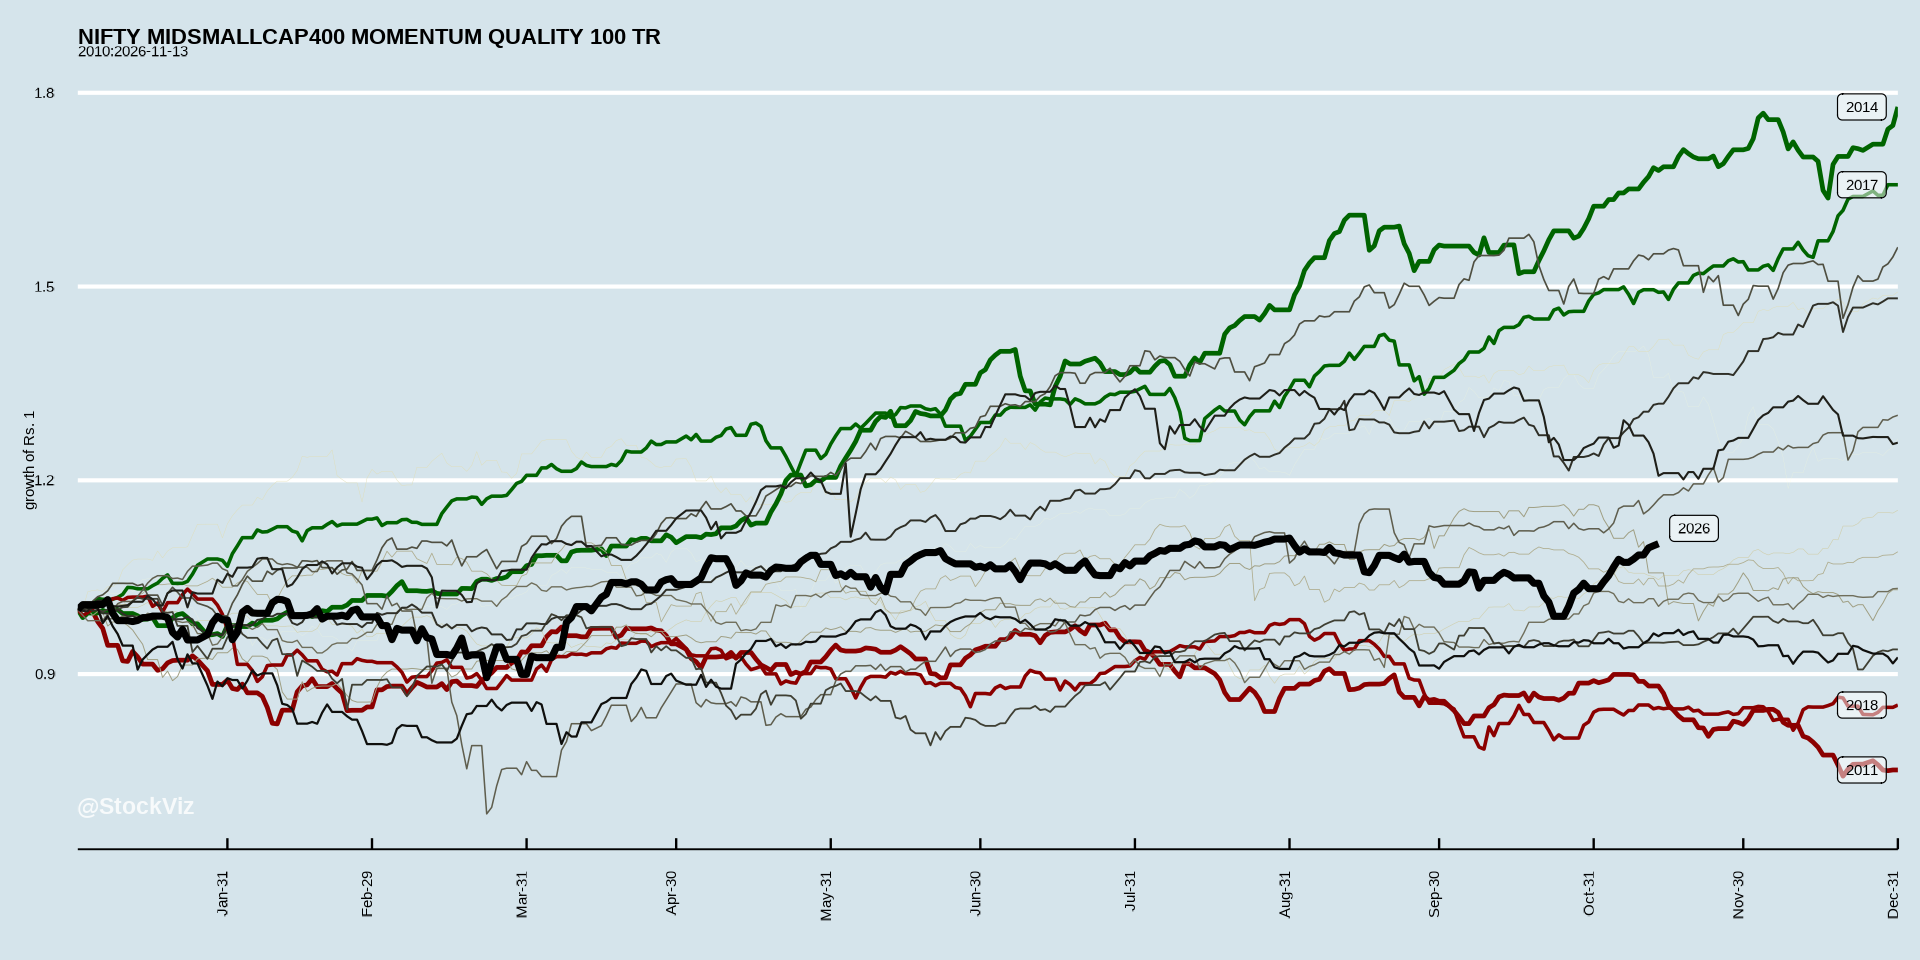 NIFTY MIDSMALLCAP400 MOMENTUM QUALITY 100 TR
2010:2026-11-13
growth of Rs. 1
1.8
1.5
1.2
0.9
2014
2017
2026
2018
2011
@StockViz
Jan-31
Feb-29
Mar-31
Apr-30
May-31
Jun-30
Jul-31
Aug-31
Sep-30
Oct-31
Nov-30
Dec-31